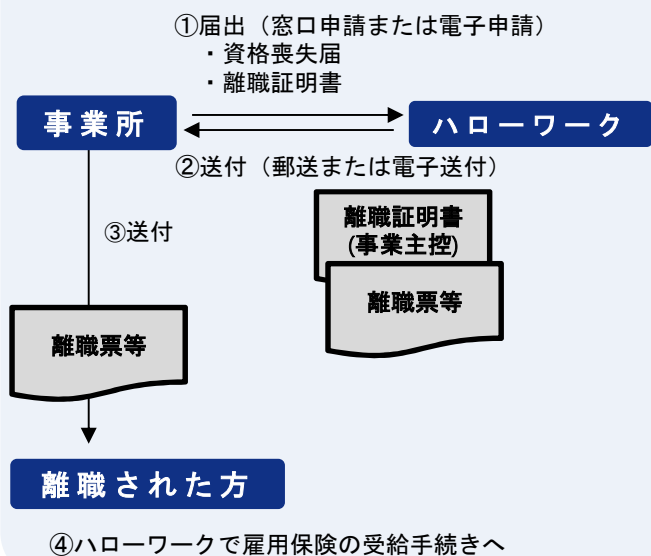 ①届出（窓口申請または電子申請）
・資格喪失届
・離職証明書
事業所
ハローワーク
②送付（郵送または電子送付）
離職証明書
(事業主控)
③送付
離職票等
離職票等
離職された方
④ハローワークで雇用保険の受給手続きへ